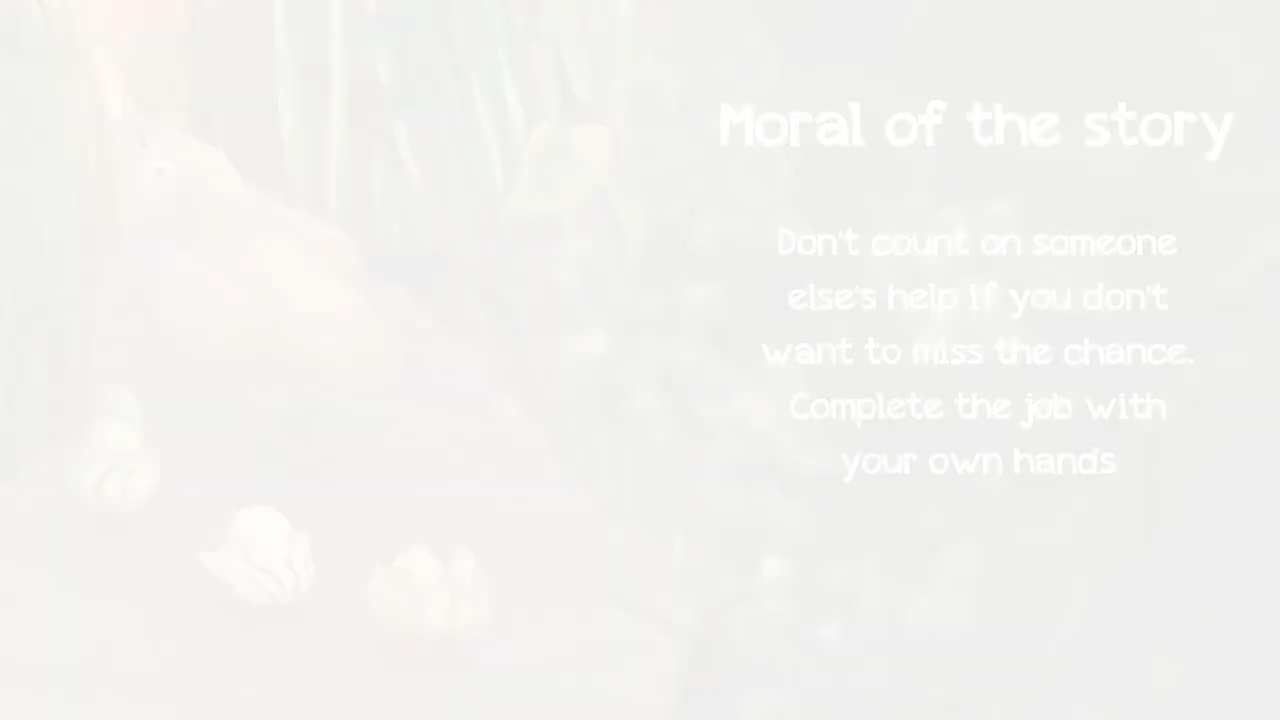 Moral of the story
Don't count on someone
else's help if you don't
want to miss the chance.
Complete the job with
your own hands